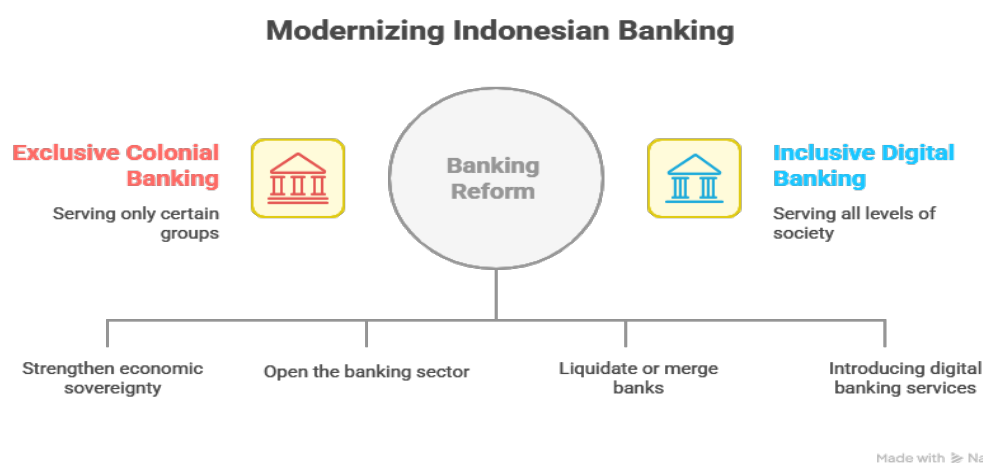 Modernizing Indonesian Banking
Exclusive Colonial
Banking
Serving only certain
groups
Banking
Reform
Inclusive Digital
Banking
Serving all levels of
society
Strengthen economic
sovereignty
Open the banking sector
Liquidate or merge
banks
Introducing digital
banking services
Made with